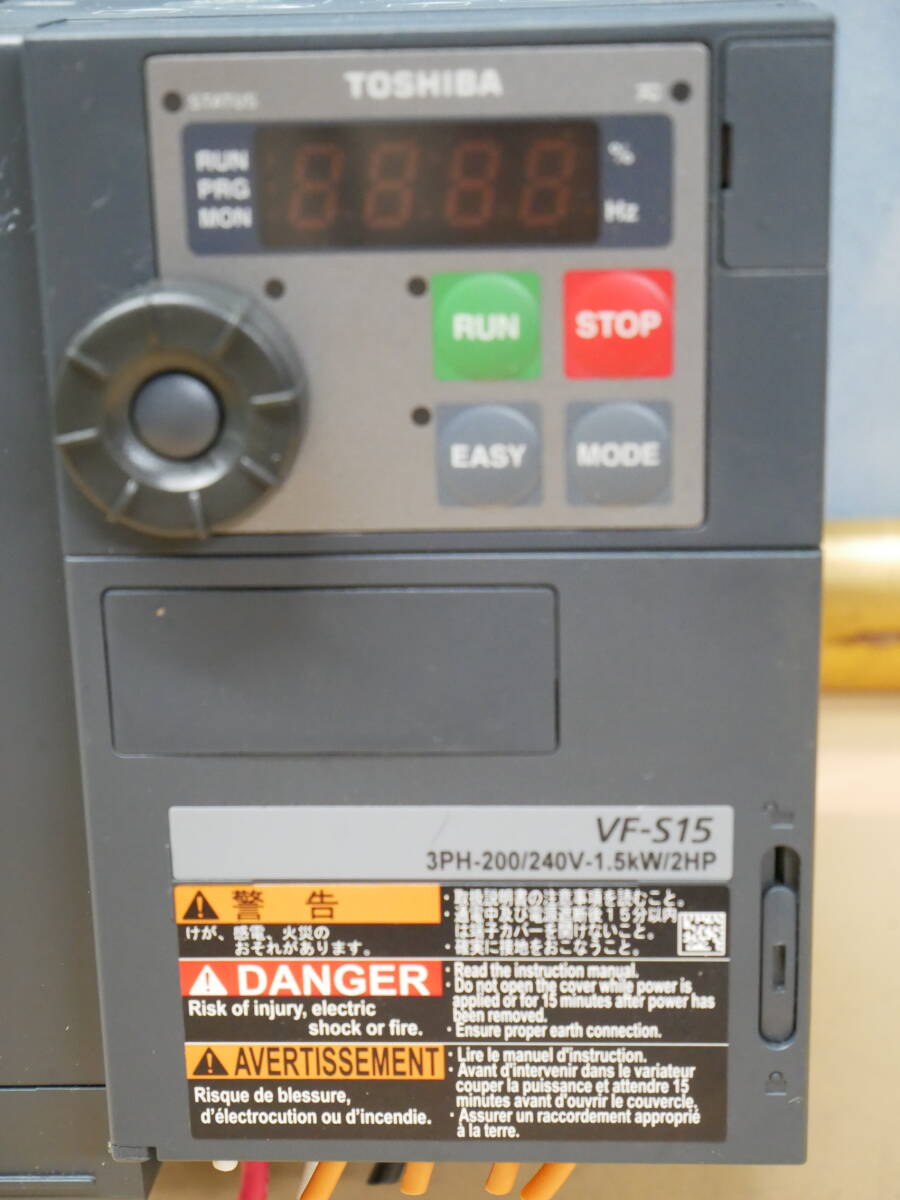 TOSHIBA
STATUS
RUN
PRG
MON
8888
%
Hz
RUN
STOP
EASY
MODE
VF-S15
3PH-200/240V-1.5kW/2HP
警告
けが、感電、火災の
おそれがあります。
・取扱説明書の注意事項を読むこと。
・通電中及び電源遮断後15分以内
は端子カバーを開けないこと。
・確実に接地をおこなうこと。
DANGER
Risk of injury, electric
shock or fire.
・Read the instruction manual.
・Do not open the cover while power is
applied or for 15 minutes after power has
been removed.
・Ensure proper earth connection.
AVERTISSEMENT
Risque de blessure,
d'électrocution ou d'incendie.
・Lire le manuel d'instruction.
・Avant d'intervenir dans le variateur
couper la puissance et attendre 15
minutes avant d'ouvrir le couvercle.
・Assurer un raccordement approprié
à la terre.